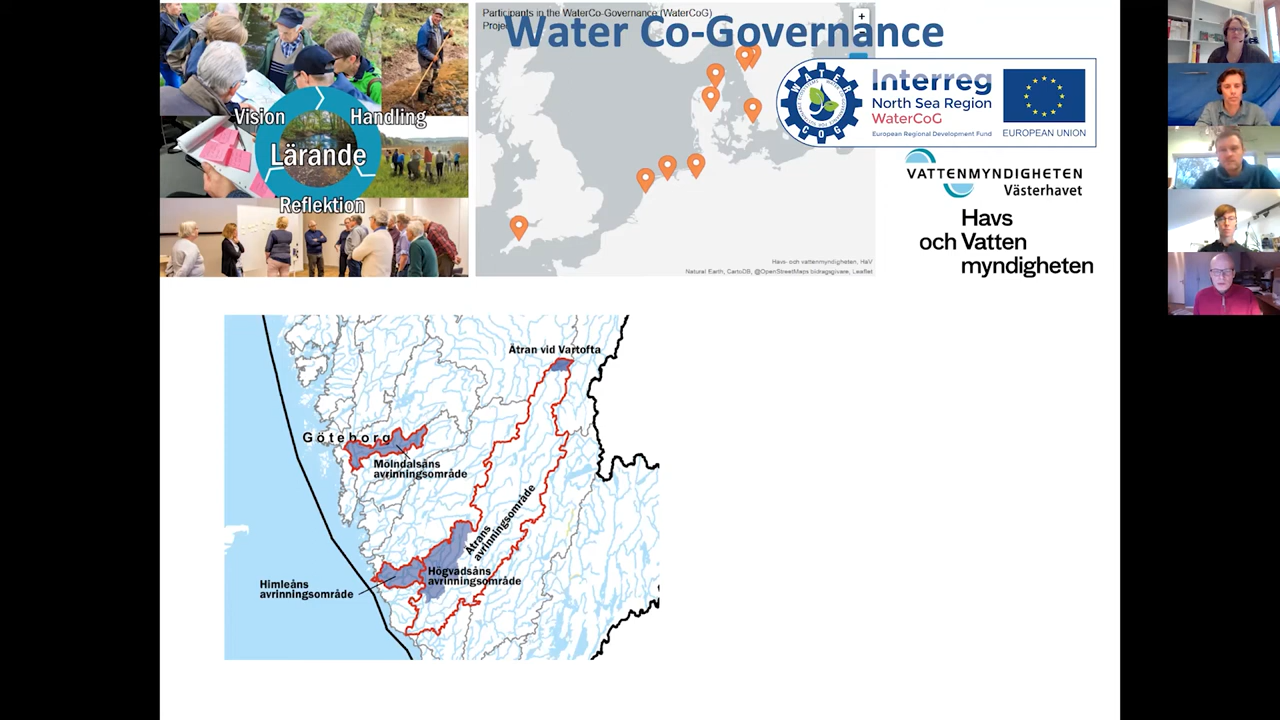 Water Co-Governance
Vision
Handling
Lärande
Reflektion
Participants in the WaterCo-Governance (WaterCoG)
+
Havs- och vattenmyndigheten, HaV
Natural Earth, CartoDB, @OpenStreetMaps bidragsgivare, Leaflet
WATER
COG
Interreg
North Sea Region
WaterCoG
European Regional Development Fund
EUROPEAN UNION
VATTENMYNDIGHETEN
Västerhavet
Havs
och Vatten
myndigheten
Ätran vid Vartofta
Göteborg
Mölndalsåns
avrinningsområde
Ätrans
avrinningsområde
Högvadsåns
avrinningsområde
Himleåns
avrinningsområde